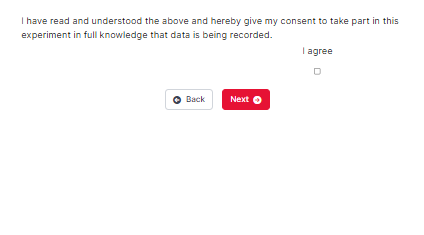 I have read and understood the above and hereby give my consent to take part in this
experiment in full knowledge that data is being recorded.
I agree
Back
Next